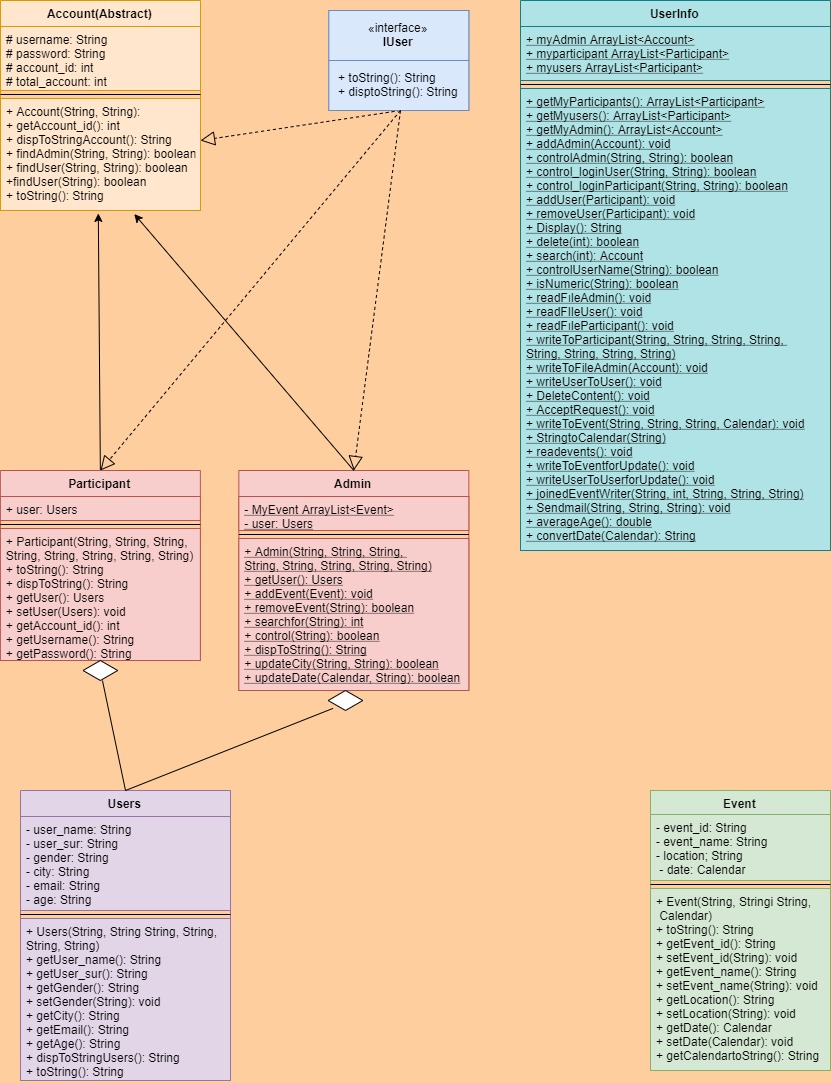 Account(Abstract)
# username: String
# password: String
# account_id: int
# total_account: int
+ Account(String, String):
+ getAccount_id(): int
+ dispToStringAccount(): String
+ findAdmin(String, String): boolean
+ findUser(String, String): boolean
+findUser(String): boolean
+ toString(): String
«interface»
IUser
+ toString(): String
+ disptoString(): String
UserInfo
+ myAdmin ArrayList<Account>
+ myparticipant ArrayList<Participant>
+ myusers ArrayList<Participant>
+ getMyParticipants(): ArrayList<Participant>
+ getMyusers(): ArrayList<Participant>
+ getMyAdmin(): ArrayList<Account>
+ addAdmin(Account): void
+ controlAdmin(String, String): boolean
+ control_loginUser(String, String): boolean
+ control_loginParticipant(String, String): boolean
+ addUser(Participant): void
+ removeUser(Participant): void
+ Display(): String
+ delete(int): boolean
+ search(int): Account
+ controlUserName(String): boolean
+ isNumeric(String): boolean
+ readFıleAdmin(): void
+ readFIleUser(): void
+ readFıleParticipant(): void
+ writeToParticipant(String, String, String, String,
String, String, String, String)
+ writeToFileAdmin(Account): void
+ writeUserToUser(): void
+ DeleteContent(): void
+ AcceptRequest(): void
+ writeToEvent(String, String, String, Calendar): void
+ StringtoCalendar(String)
+ readevents(): void
+ writeToEventforUpdate(): void
+ writeUserToUserforUpdate(): void
+ joinedEventWriter(String, int, String, String, String)
+ Sendmail(String, String, String): void
+ averageAge(): double
+ convertDate(Calendar): String
Participant
+ user: Users
+ Participant(String, String, String,
String, String, String, String, String)
+ toString(): String
+ dispToString(): String
+ getUser(): Users
+ setUser(Users): void
+ getAccount_id(): int
+ getUsername(): String
+ getPassword(): String
Admin
- MyEvent ArrayList<Event>
- user: Users
+ Admin(String, String, String,
String, String, String, String, String)
+ getUser(): Users
+ addEvent(Event): void
+ removeEvent(String): boolean
+ searchfor(String): int
+ control(String): boolean
+ dispToString(): String
+ updateCity(String, String): boolean
+ updateDate(Calendar, String): boolean
Users
- user_name: String
- user_sur: String
- gender: String
- city: String
- email: String
- age: String
+ Users(String, String String, String,
String, String)
+ getUser_name(): String
+ getUser_sur(): String
+ getGender(): String
+ setGender(String): void
+ getCity(): String
+ getEmail(): String
+ getAge(): String
+ dispToStringUsers(): String
+ toString(): String
Event
- event_id: String
- event_name: String
- location; String
- date: Calendar
+ Event(String, Stringi String,
Calendar)
+ toString(): String
+ getEvent_id(): String
+ setEvent_id(String): void
+ getEvent_name(): String
+ setEvent_name(String): void
+ getLocation(): String
+ setLocation(String): void
+ getDate(): Calendar
+ setDate(Calendar): void
+ getCalendartoString(): String